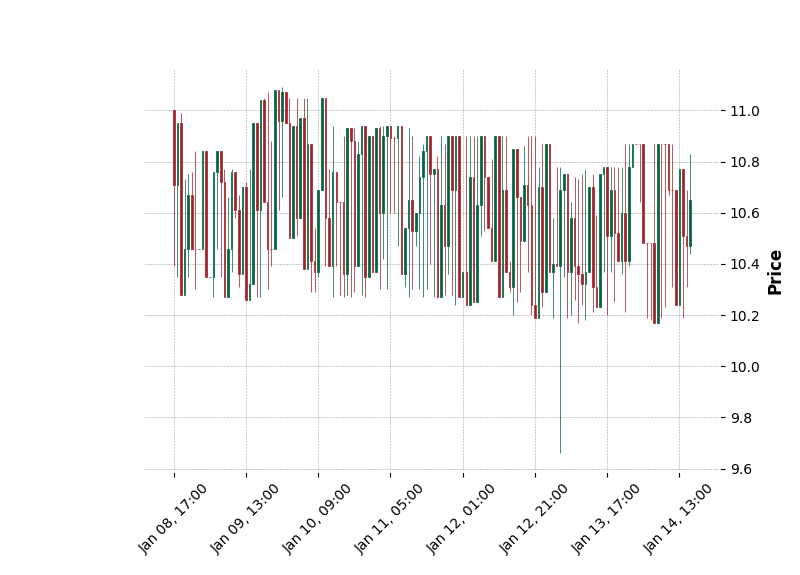 11.0
10.8
10.6
10.4
10.2
10.0
9.8
9.6
Price
Jan 08, 17:00
Jan 09, 13:00
Jan 10, 09:00
Jan 11, 05:00
Jan 12, 01:00
Jan 12, 21:00
Jan 13, 17:00
Jan 14, 13:00